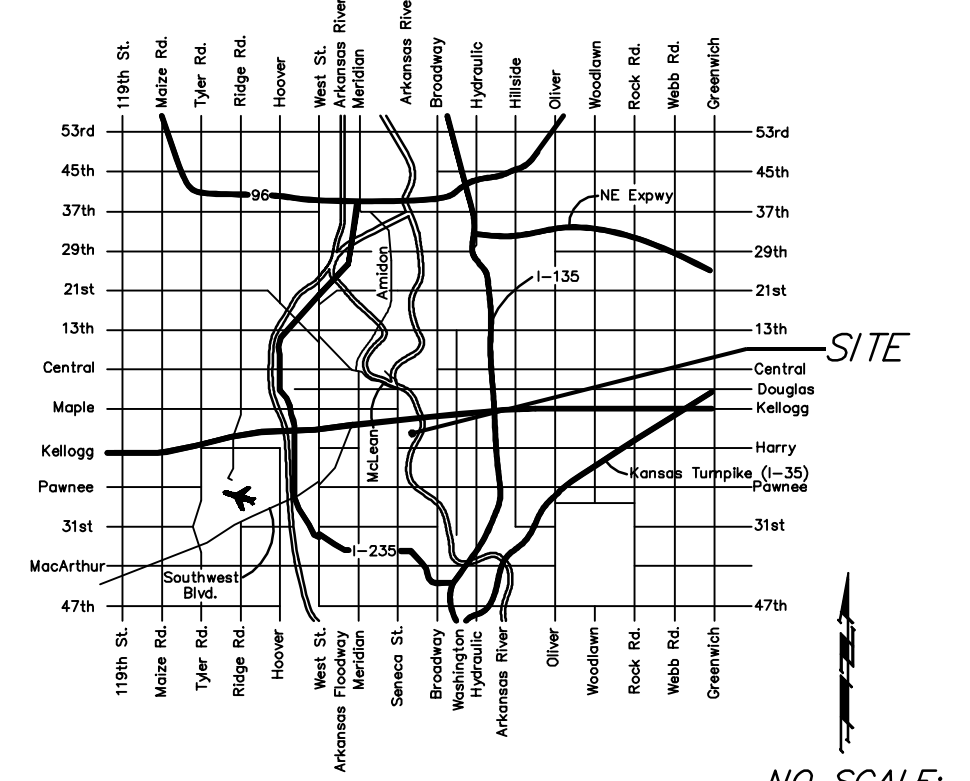 119th St.
Maize Rd.
Tyler Rd.
Ridge Rd.
Hoover
West St.
Arkansas River
Meridian
Arkansas River
Broadway
Hydraulic
Hillside
Oliver
Woodlawn
Rock Rd.
Webb Rd.
Greenwich
53rd
45th
37th
29th
21st
13th
Central
Maple
Kellogg
Pawnee
31st
MacArthur
47th
53rd
45th
37th
29th
21st
13th
Central
Douglas
Kellogg
Harry
Pawnee
31st
47th
96
NE Expwy
Amidon
I-135
SITE
McLean
Kansas Turnpike (I-35)
I-235
Southwest
Blvd.
119th St.
Maize Rd.
Tyler Rd.
Ridge Rd.
Hoover
West St.
Arkansas Floodway
Meridian
Seneca St.
Broadway
Washington
Hydraulic
Arkansas River
Oliver
Woodlawn
Rock Rd.
Webb Rd.
Greenwich
NO SCALE: